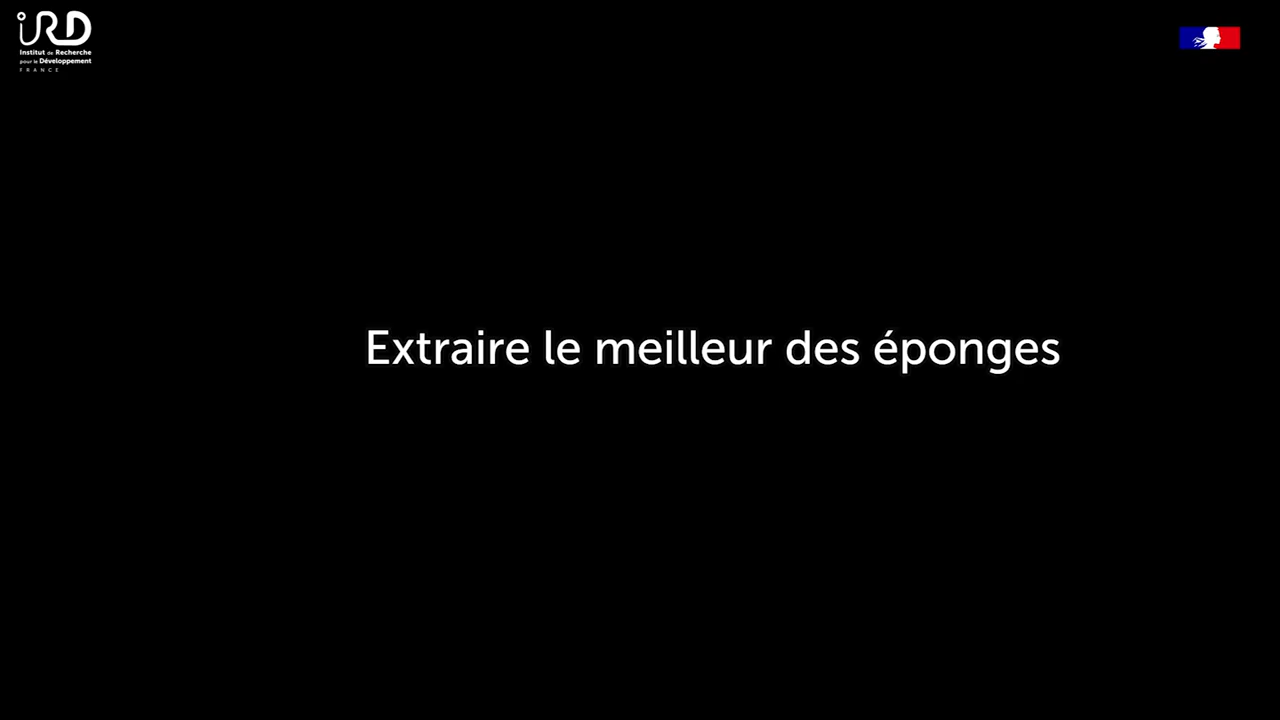 iRD
Institut de Recherche
pour le Développement
FRANCE
Extraire le meilleur des éponges